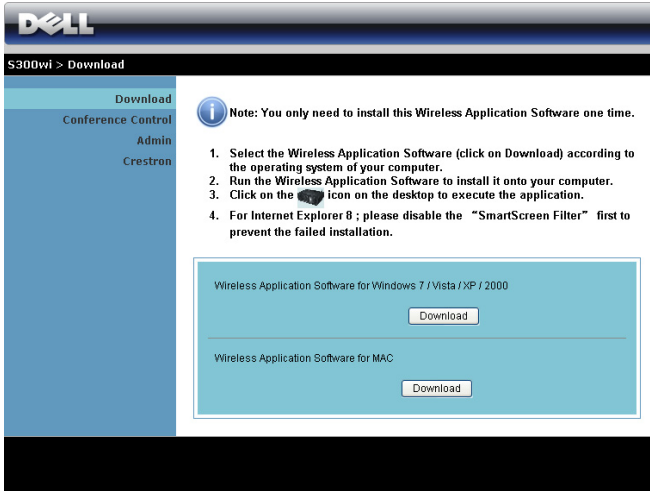 DELL
S300wi > Download
Download
Conference Control
Admin
Crestron
Note: You only need to install this Wireless Application Software one time.
1. Select the Wireless Application Software (click on Download) according to
the operating system of your computer.
2. Run the Wireless Application Software to install it onto your computer.
3. Click on the icon on the desktop to execute the application.
4. For Internet Explorer 8 ; please disable the “SmartScreen Filter” first to
prevent the failed installation.
Wireless Application Software for Windows 7 / Vista / XP / 2000
Download
Wireless Application Software for MAC
Download